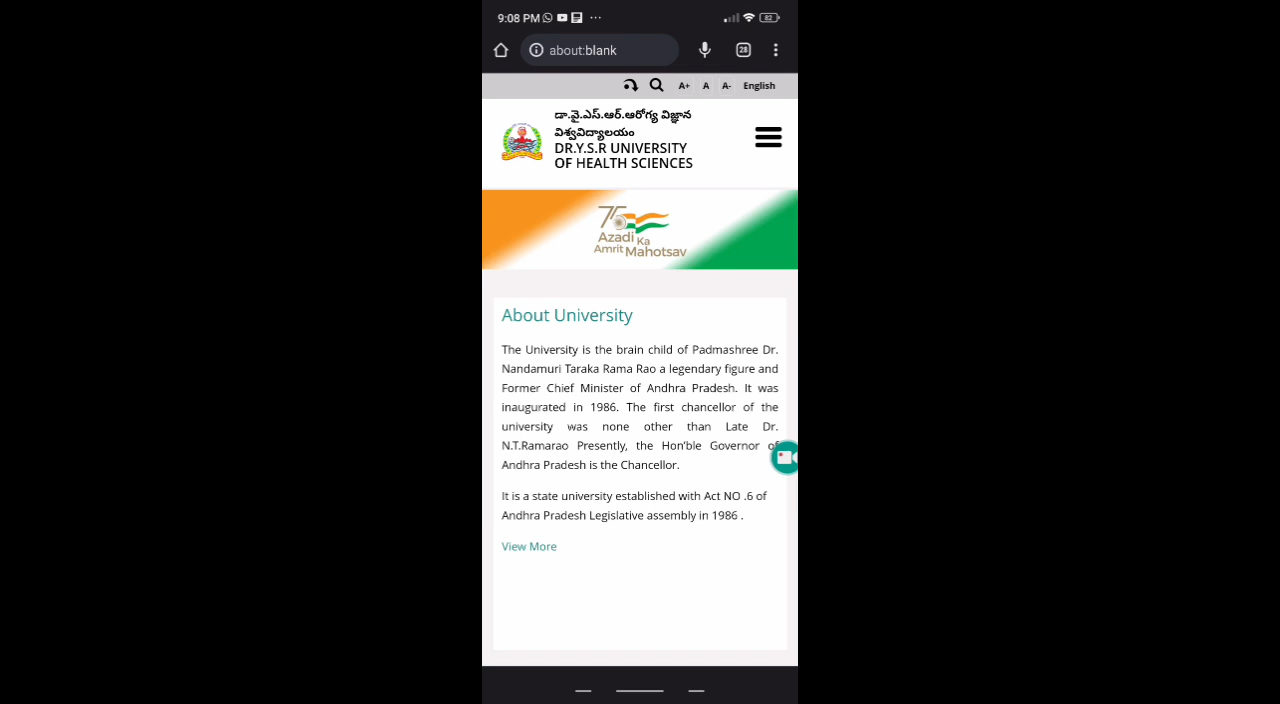 9:08 PM
82
about:blank
28
A+ A A- English
డా.వై.ఎస్.ఆర్.ఆరోగ్య విజ్ఞాన
విశ్వవిద్యాలయం
DR.Y.S.R UNIVERSITY
OF HEALTH SCIENCES
75
Azadi Ka
Amrit Mahotsav
About University
The University is the brain child of Padmashree Dr.
Nandamuri Taraka Rama Rao a legendary figure and
Former Chief Minister of Andhra Pradesh. It was
inaugurated in 1986. The first chancellor of the
university was none other than Late Dr.
N.T.Ramarao Presently, the Hon'ble Governor of
Andhra Pradesh is the Chancellor.
It is a state university established with Act NO .6 of
Andhra Pradesh Legislative assembly in 1986 .
View More